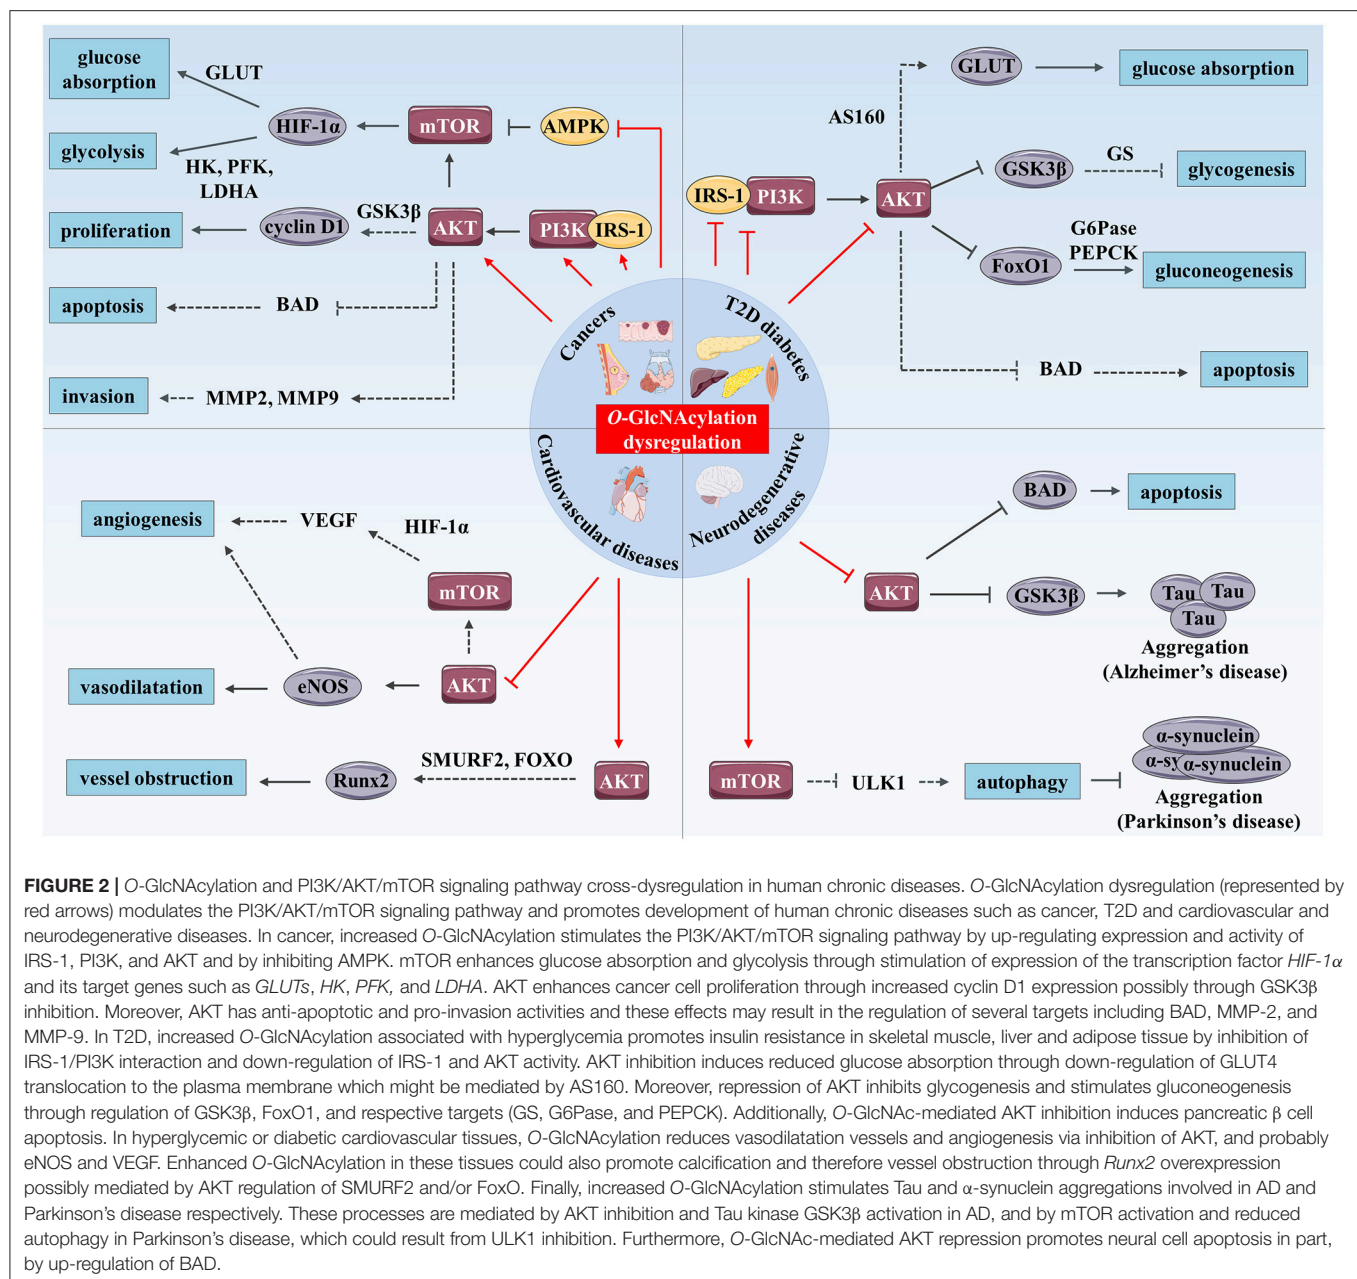 glucose
absorption
GLUT
HIF-1α
mTOR
AMPK
glycolysis
HK, PFK,
LDHA
GSK3β
proliferation
cyclin D1
AKT
PI3K
IRS-1
apoptosis
BAD
invasion
MMP2, MMP9
Cancers
GLUT
glucose absorption
AS160
GSK3β
GS
glycogenesis
IRS-1
PI3K
AKT
G6Pase
PEPCK
FoxO1
gluconeogenesis
BAD
apoptosis
T2D diabetes
O-GlcNAcylation
dysregulation
Cardiovascular diseases
Neurodegenerative
diseases
angiogenesis
VEGF
HIF-1α
mTOR
vasodilatation
eNOS
AKT
vessel obstruction
Runx2
SMURF2, FOXO
AKT
BAD
apoptosis
AKT
GSK3β
Tau
Tau
Tau
Aggregation
(Alzheimer's disease)
mTOR
ULK1
autophagy
α-synuclein
α-sy
α-synuclein
Aggregation
(Parkinson's disease)
FIGURE 2 | O-GlcNAcylation and PI3K/AKT/mTOR signaling pathway cross-dysregulation in human chronic diseases. O-GlcNAcylation dysregulation (represented by
red arrows) modulates the PI3K/AKT/mTOR signaling pathway and promotes development of human chronic diseases such as cancer, T2D and cardiovascular and
neurodegenerative diseases. In cancer, increased O-GlcNAcylation stimulates the PI3K/AKT/mTOR signaling pathway by up-regulating expression and activity of
IRS-1, PI3K, and AKT and by inhibiting AMPK. mTOR enhances glucose absorption and glycolysis through stimulation of expression of the transcription factor HIF-1α
and its target genes such as GLUTs, HK, PFK, and LDHA. AKT enhances cancer cell proliferation through increased cyclin D1 expression possibly through GSK3β
inhibition. Moreover, AKT has anti-apoptotic and pro-invasion activities and these effects may result in the regulation of several targets including BAD, MMP-2, and
MMP-9. In T2D, increased O-GlcNAcylation associated with hyperglycemia promotes insulin resistance in skeletal muscle, liver and adipose tissue by inhibition of
IRS-1/PI3K interaction and down-regulation of IRS-1 and AKT activity. AKT inhibition induces reduced glucose absorption through down-regulation of GLUT4
translocation to the plasma membrane which might be mediated by AS160. Moreover, repression of AKT inhibits glycogenesis and stimulates gluconeogenesis
through regulation of GSK3β, FoxO1, and respective targets (GS, G6Pase, and PEPCK). Additionally, O-GlcNAc-mediated AKT inhibition induces pancreatic β cell
apoptosis. In hyperglycemic or diabetic cardiovascular tissues, O-GlcNAcylation reduces vasodilatation vessels and angiogenesis via inhibition of AKT, and probably
eNOS and VEGF. Enhanced O-GlcNAcylation in these tissues could also promote calcification and therefore vessel obstruction through Runx2 overexpression
possibly mediated by AKT regulation of SMURF2 and/or FoxO. Finally, increased O-GlcNAcylation stimulates Tau and α-synuclein aggregations involved in AD and
Parkinson's disease respectively. These processes are mediated by AKT inhibition and Tau kinase GSK3β activation in AD, and by mTOR activation and reduced
autophagy in Parkinson's disease, which could result from ULK1 inhibition. Furthermore, O-GlcNAc-mediated AKT repression promotes neural cell apoptosis in part,
by up-regulation of BAD.